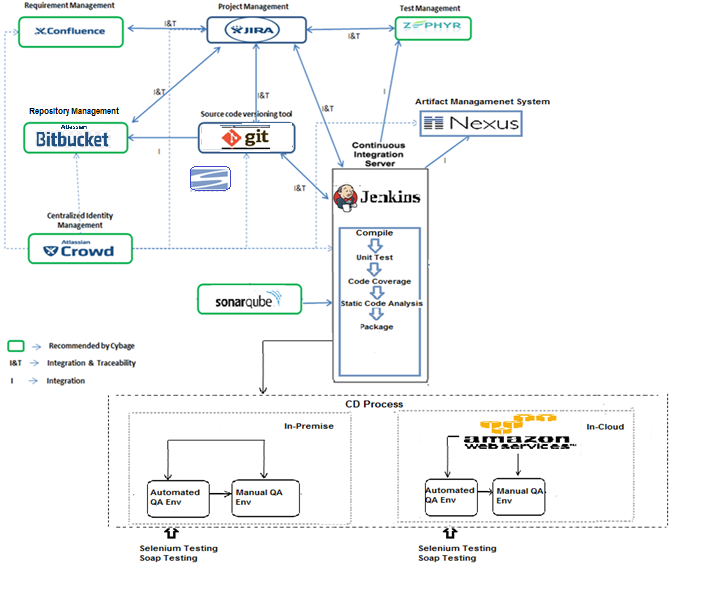 Requirement Management
Project Management
Test Management
Confluence
I&T
JIRA
I&T
ZEPHYR
I&T
I&T
I&T
I
Repository Management
Atlassian
Bitbucket
Source code versioning tool
git
I
I&T
Artifact Managamenet System
Nexus
Continuous
Integration
Server
I
Jenkins
Centralized Identity
Management
Atlassian
Crowd
Compile
Unit Test
Code Coverage
Static Code Analysis
Package
sonarqube
Recommended by Cybage
I&T
Integration & Traceability
I
Integration
CD Process
In-Premise
In-Cloud
amazon
webservices™
Automated
QA Env
Manual QA
Env
Automated
QA Env
Manual QA
Env
Selenium Testing
Soap Testing
Selenium Testing
Soap Testing